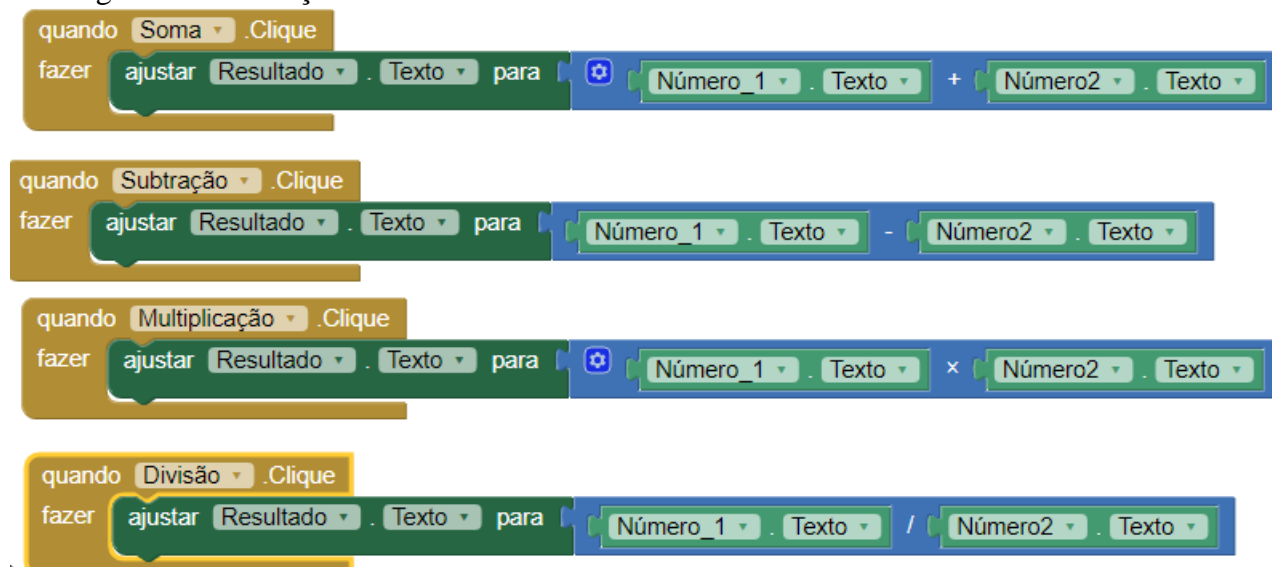 quando Soma .Clique
fazer ajustar Resultado . Texto para Número_1 . Texto + Número2 . Texto
quando Subtração .Clique
fazer ajustar Resultado . Texto para Número_1 . Texto - Número2 . Texto
quando Multiplicação .Clique
fazer ajustar Resultado . Texto para Número_1 . Texto × Número2 . Texto
quando Divisão .Clique
fazer ajustar Resultado . Texto para Número_1 . Texto / Número2 . Texto